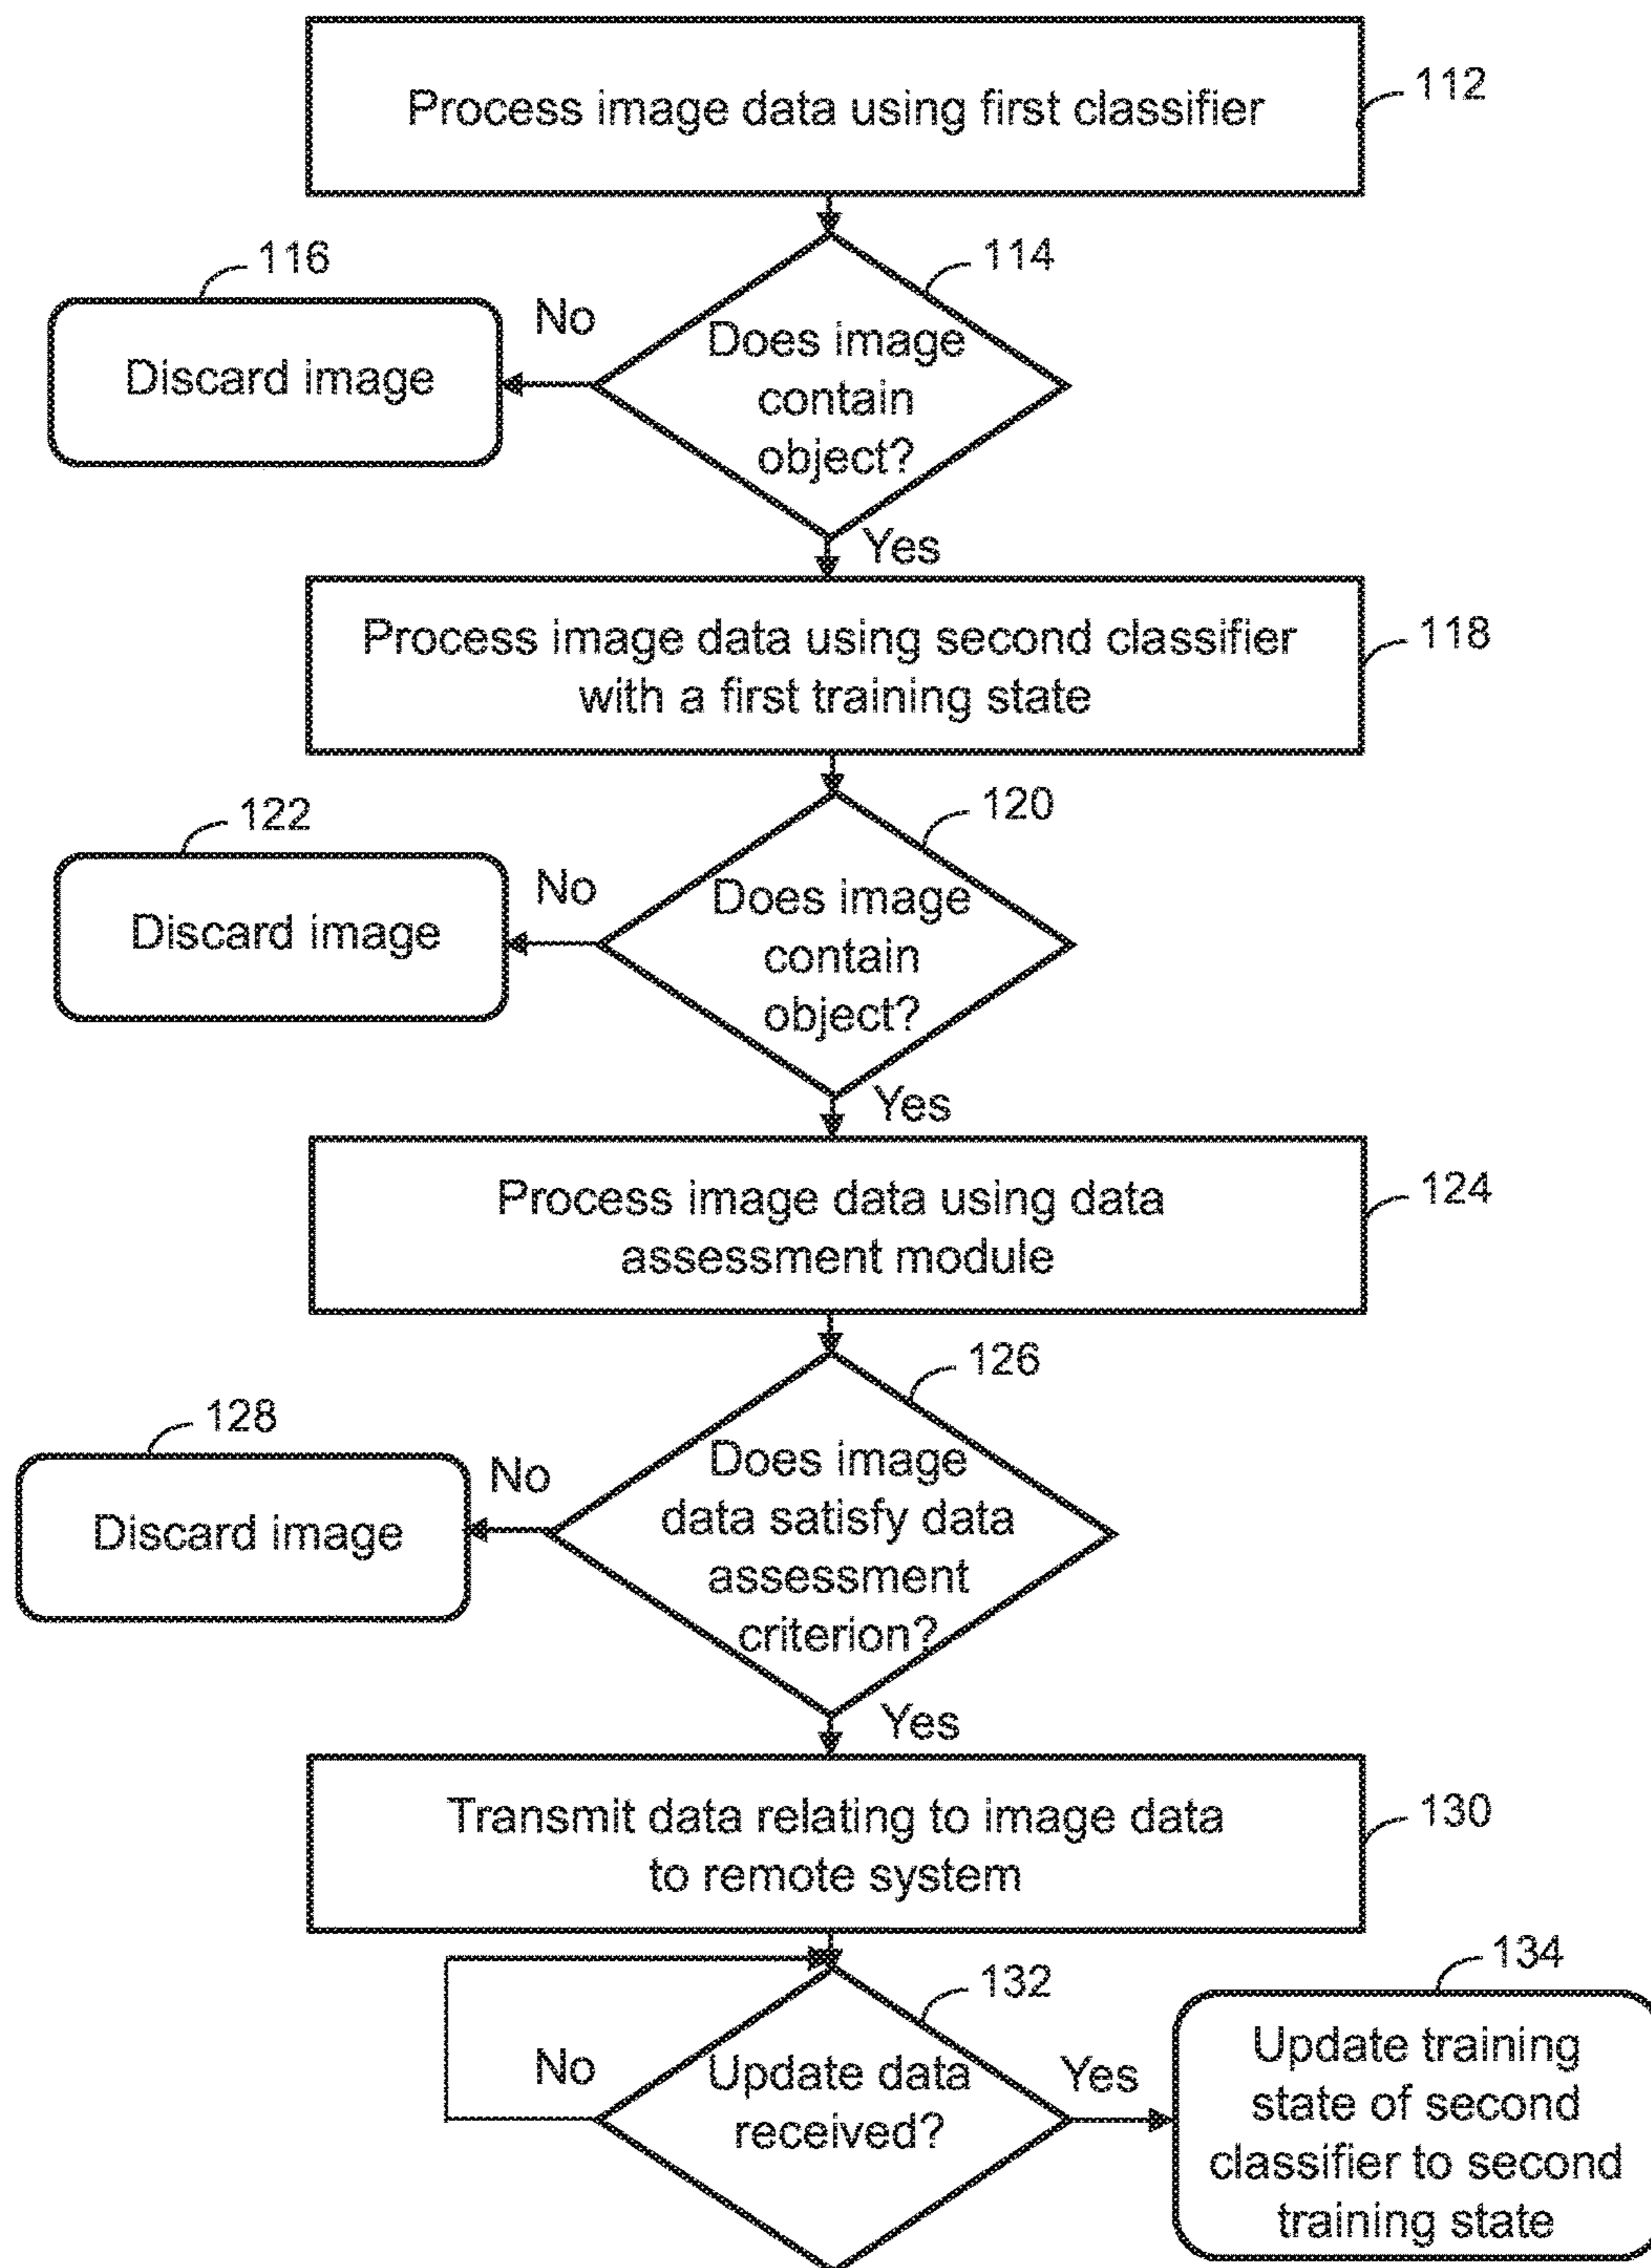 Process image data using first classifier
112
114
116
No
Does image
contain
object?
Discard image
Yes
Process image data using second classifier
with a first training state
118
120
122
No
Does image
contain
object?
Discard image
Yes
Process image data using data
assessment module
124
126
128
No
Does image
data satisfy data
assessment
criterion?
Discard image
Yes
Transmit data relating to image data
to remote system
130
132
134
No
Update data
received?
Yes
Update training
state of second
classifier to second
training state